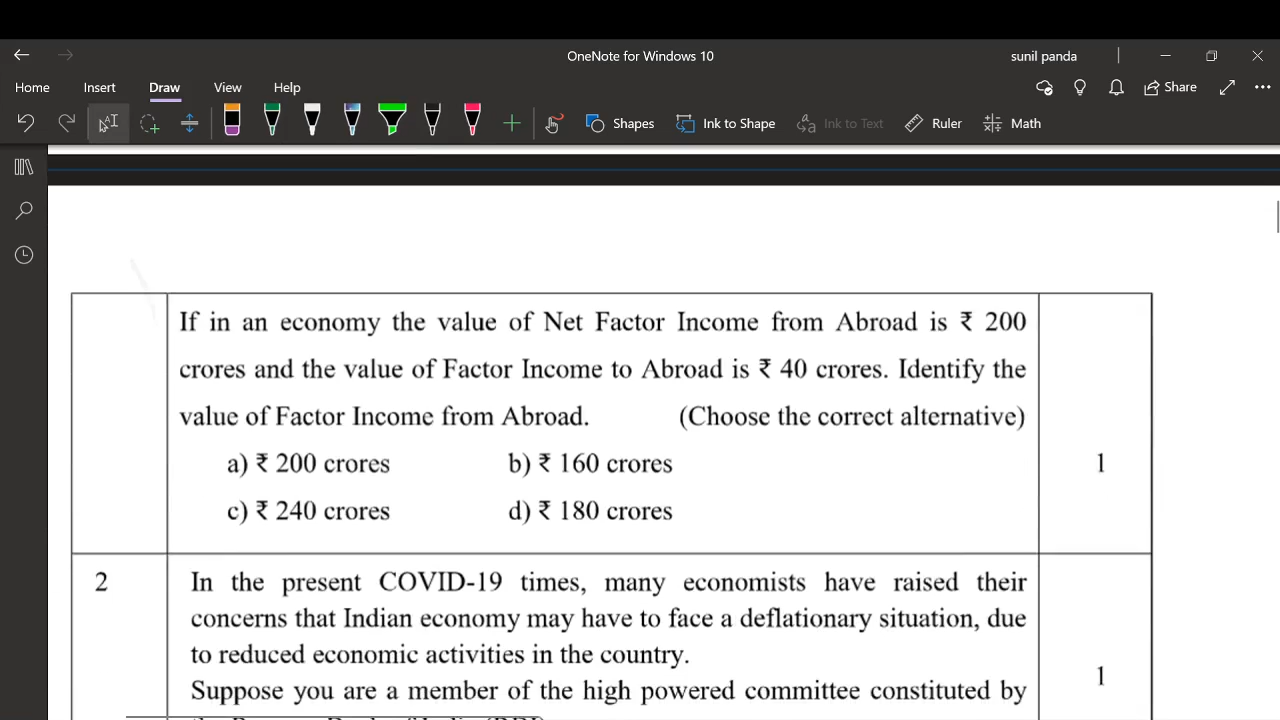 OneNote for Windows 10
sunil panda
Home Insert Draw View Help
Share
Shapes Ink to Shape Ink to Text Ruler Math
If in an economy the value of Net Factor Income from Abroad is ₹ 200
crores and the value of Factor Income to Abroad is ₹ 40 crores. Identify the
value of Factor Income from Abroad. (Choose the correct alternative)
a) ₹ 200 crores b) ₹ 160 crores
1
c) ₹ 240 crores d) ₹ 180 crores
2 In the present COVID-19 times, many economists have raised their
concerns that Indian economy may have to face a deflationary situation, due
to reduced economic activities in the country.
1
Suppose you are a member of the high powered committee constituted by